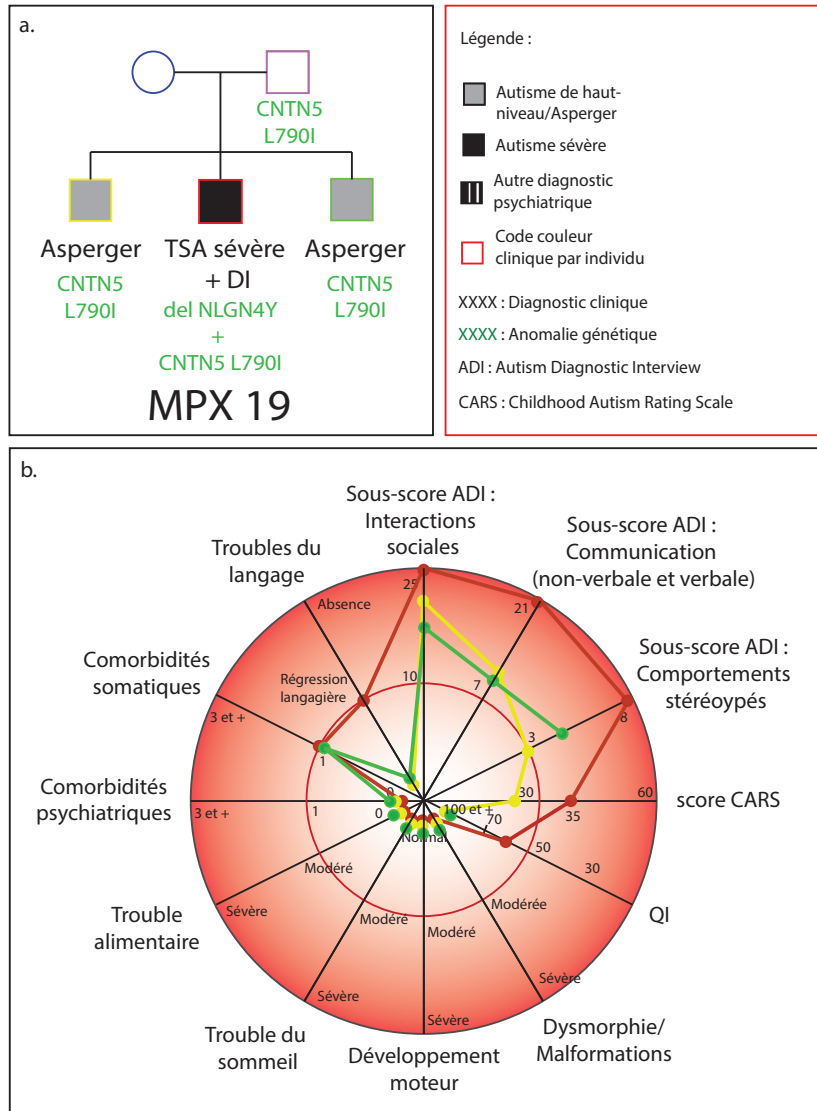 a.
CNTN5
L790I
Asperger
TSA sévère
+ DI
Asperger
CNTN5
L790I
del NLGN4Y
+
CNTN5 L790I
CNTN5
L790I
MPX 19
Légende :
Autisme de haut-
niveau/Asperger
Autisme sévère
Autre diagnostic
psychiatrique
Code couleur
clinique par individu
XXXX : Diagnostic clinique
XXXX : Anomalie génétique
ADI : Autism Diagnostic Interview
CARS : Childhood Autism Rating Scale
b.
Sous-score ADI :
Interactions
sociales
25
10
Sous-score ADI :
Communication
(non-verbale et verbale)
21
7
Sous-score ADI :
Comportements
stéréoypés
8
3
score CARS
30
35
60
QI
100 et +
70
50
30
Dysmorphie/
Malformations
Modérée
Sévère
Développement
moteur
Normal
Modéré
Sévère
Trouble du
sommeil
Modéré
Sévère
Trouble
alimentaire
Modéré
Sévère
Comorbidités
psychiatriques
0
1
3 et +
Comorbidités
somatiques
0
1
3 et +
Troubles du
langage
Régression
langagière
Absence